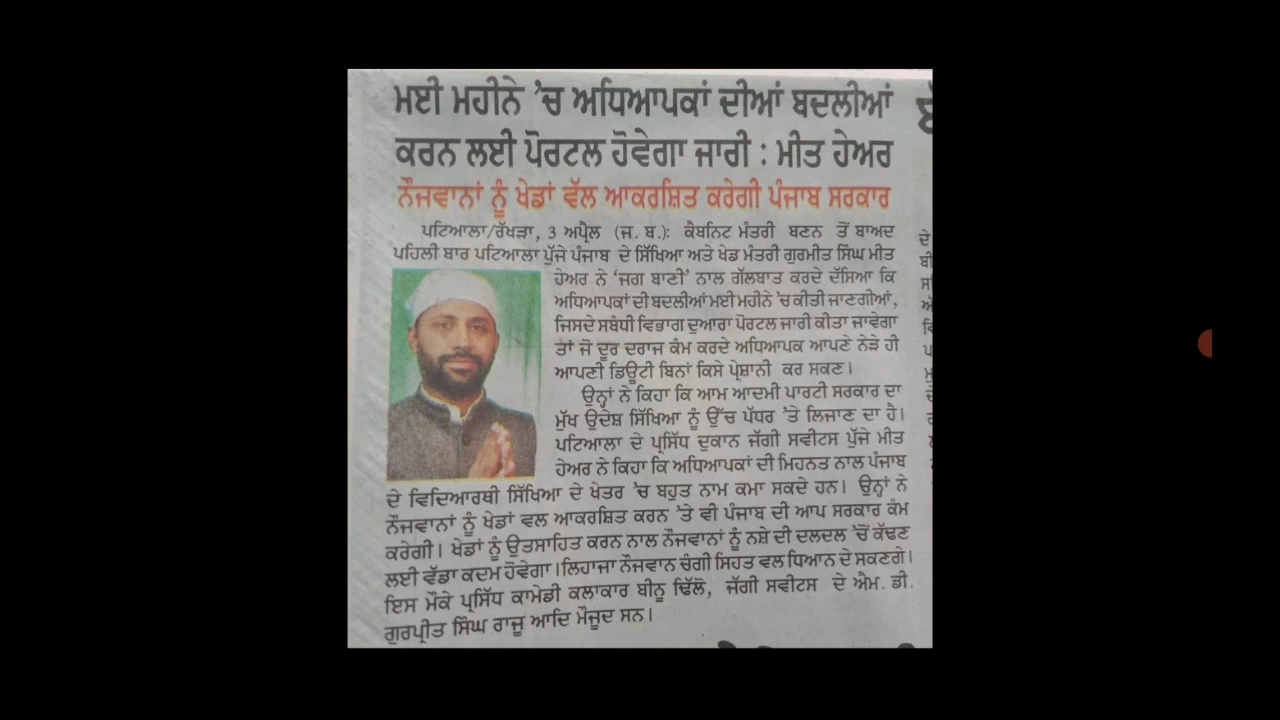 ਮਈ ਮਹੀਨੇ ’ਚ ਅਧਿਆਪਕਾਂ ਦੀਆਂ ਬਦਲੀਆਂ
ਕਰਨ ਲਈ ਪੋਰਟਲ ਹੋਵੇਗਾ ਜਾਰੀ : ਮੀਤ ਹੇਅਰ
ਨੌਜਵਾਨਾਂ ਨੂੰ ਖੇਡਾਂ ਵੱਲ ਆਕਰਸ਼ਿਤ ਕਰੇਗੀ ਪੰਜਾਬ ਸਰਕਾਰ
ਪਟਿਆਲਾ/ਰੱਖੜਾ, 3 ਅਪ੍ਰੈਲ (ਜ. ਬ.): ਕੈਬਨਿਟ ਮੰਤਰੀ ਬਣਨ ਤੋਂ ਬਾਅਦ
ਪਹਿਲੀ ਬਾਰ ਪਟਿਆਲਾ ਪੁੱਜੇ ਪੰਜਾਬ ਦੇ ਸਿੱਖਿਆ ਅਤੇ ਖੇਡ ਮੰਤਰੀ ਗੁਰਮੀਤ ਸਿੰਘ ਮੀਤ
ਹੇਅਰ ਨੇ ‘ਜਗ ਬਾਣੀ’ ਨਾਲ ਗੱਲਬਾਤ ਕਰਦੇ ਦੱਸਿਆ ਕਿ
ਅਧਿਆਪਕਾਂ ਦੀ ਬਦਲੀਆਂ ਮਈ ਮਹੀਨੇ ’ਚ ਕੀਤੀ ਜਾਣਗੀਆਂ,
ਜਿਸਦੇ ਸਬੰਧੀ ਵਿਭਾਗ ਦੁਆਰਾ ਪੋਰਟਲ ਜਾਰੀ ਕੀਤਾ ਜਾਵੇਗਾ
ਤਾਂ ਜੋ ਦੂਰ ਦਰਾਜ ਕੰਮ ਕਰਦੇ ਅਧਿਆਪਕ ਆਪਣੇ ਨੇੜੇ ਹੀ
ਆਪਣੀ ਡਿਊਟੀ ਬਿਨਾਂ ਕਿਸੇ ਪ੍ਰੇਸ਼ਾਨੀ ਕਰ ਸਕਣ।
ਉਨ੍ਹਾਂ ਨੇ ਕਿਹਾ ਕਿ ਆਮ ਆਦਮੀ ਪਾਰਟੀ ਸਰਕਾਰ ਦਾ
ਮੁੱਖ ਉਦੇਸ਼ ਸਿੱਖਿਆ ਨੂੰ ਉੱਚ ਪੱਧਰ ’ਤੇ ਲਿਜਾਣ ਦਾ ਹੈ।
ਪਟਿਆਲਾ ਦੇ ਪ੍ਰਸਿੱਧ ਦੁਕਾਨ ਜੱਗੀ ਸਵੀਟਸ ਪੁੱਜੇ ਮੀਤ
ਹੇਅਰ ਨੇ ਕਿਹਾ ਕਿ ਅਧਿਆਪਕਾਂ ਦੀ ਮਿਹਨਤ ਨਾਲ ਪੰਜਾਬ
ਦੇ ਵਿਦਿਆਰਥੀ ਸਿੱਖਿਆ ਦੇ ਖੇਤਰ ’ਚ ਬਹੁਤ ਨਾਮ ਕਮਾ ਸਕਦੇ ਹਨ। ਉਨ੍ਹਾਂ ਨੇ
ਨੌਜਵਾਨਾਂ ਨੂੰ ਖੇਡਾਂ ਵਲ ਆਕਰਸ਼ਿਤ ਕਰਨ ’ਤੇ ਵੀ ਪੰਜਾਬ ਦੀ ਆਪ ਸਰਕਾਰ ਕੰਮ
ਕਰੇਗੀ। ਖੇਡਾਂ ਨੂੰ ਉਤਸਾਹਿਤ ਕਰਨ ਨਾਲ ਨੌਜਵਾਨਾਂ ਨੂੰ ਨਸ਼ੇ ਦੀ ਦਲਦਲ ’ਚੋਂ ਕੱਢਣ
ਲਈ ਵੱਡਾ ਕਦਮ ਹੋਵੇਗਾ। ਲਿਹਾਜਾ ਨੌਜਵਾਨ ਚੰਗੀ ਸਿਹਤ ਵਲ ਧਿਆਨ ਦੇ ਸਕਣਗੇ।
ਇਸ ਮੌਕੇ ਪ੍ਰਸਿੱਧ ਕਾਮੇਡੀ ਕਲਾਕਾਰ ਬੀਨੂ ਢਿੱਲੋ, ਜੱਗੀ ਸਵੀਟਸ ਦੇ ਐਮ. ਡੀ.
ਗੁਰਪ੍ਰੀਤ ਸਿੰਘ ਰਾਜੂ ਆਦਿ ਮੌਜੂਦ ਸਨ।